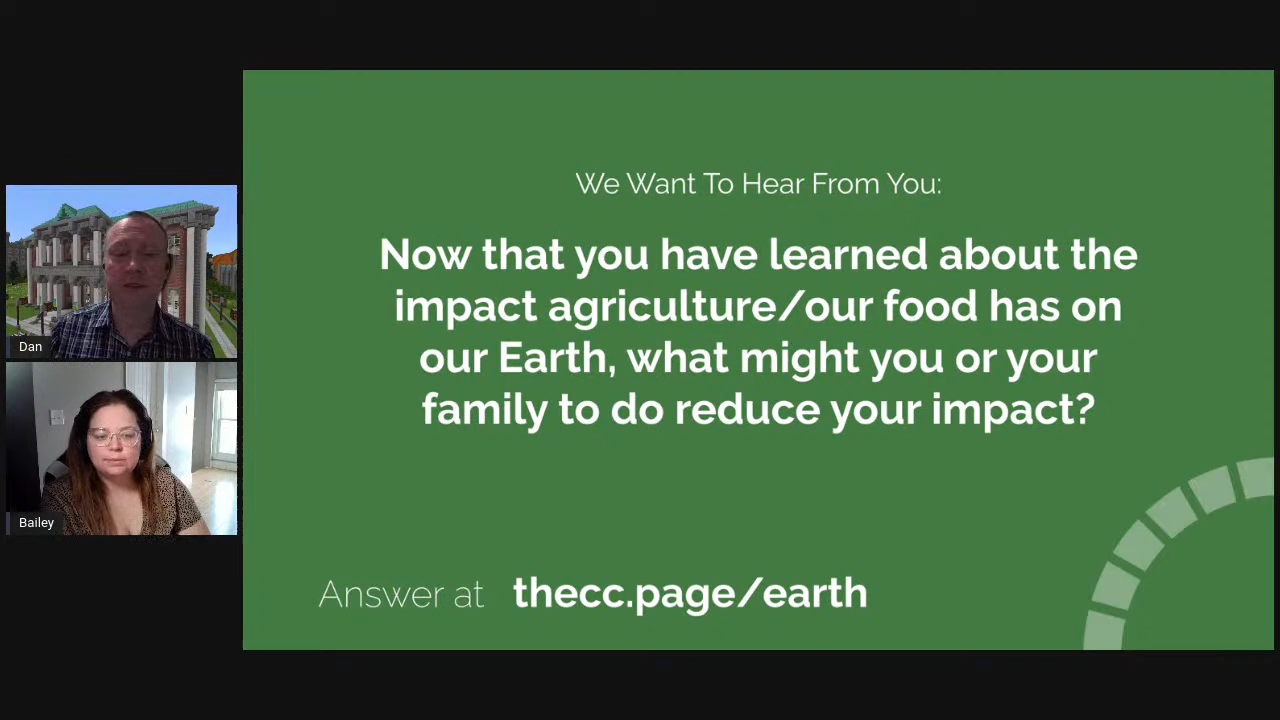 We Want To Hear From You:
Now that you have learned about the
impact agriculture/our food has on
our Earth, what might you or your
family to do reduce your impact?
Answer at thecc.page/earth
Dan
Bailey